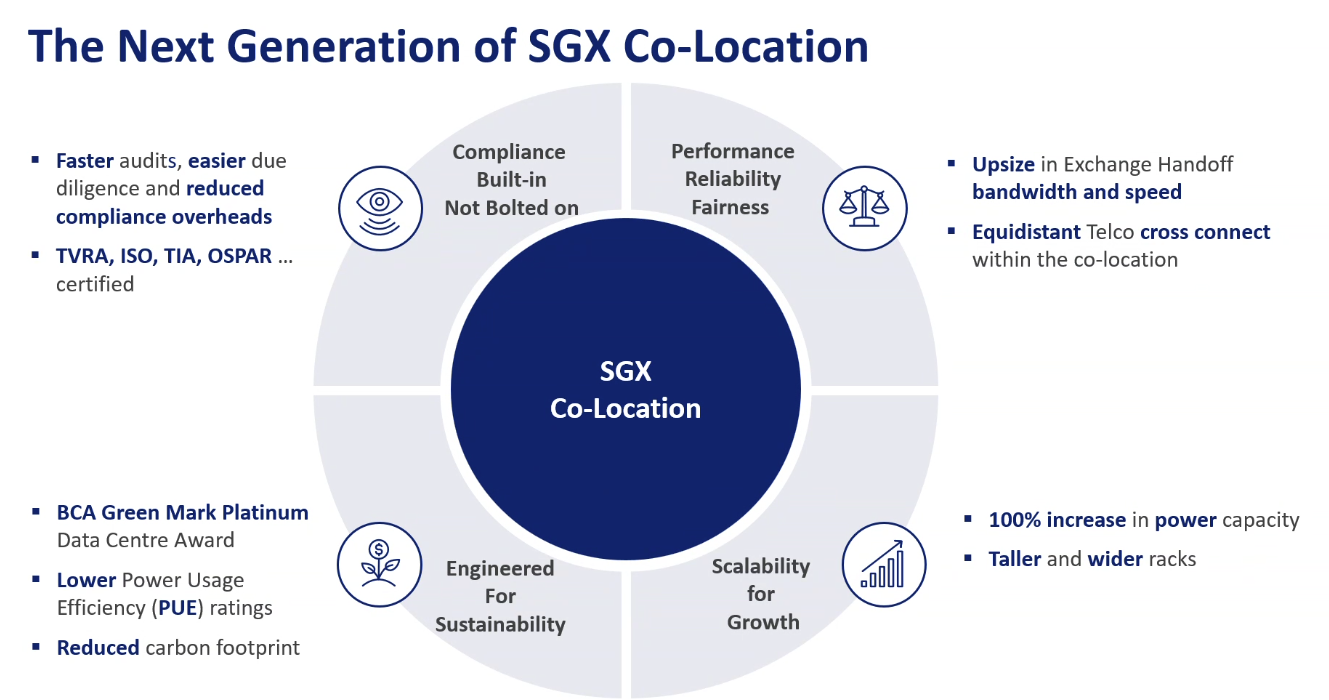 The Next Generation of SGX Co-Location
▪ Faster audits, easier due
diligence and reduced
compliance overheads
▪ TVRA, ISO, TIA, OSPAR ...
certified
Compliance
Built-in
Not Bolted on
Performance
Reliability
Fairness
▪ Upsize in Exchange Handoff
bandwidth and speed
▪ Equidistant Telco cross connect
within the co-location
SGX
Co-Location
▪ BCA Green Mark Platinum
Data Centre Award
▪ Lower Power Usage
Efficiency (PUE) ratings
▪ Reduced carbon footprint
$
Engineered
For
Sustainability
Scalability
for
Growth
▪ 100% increase in power capacity
▪ Taller and wider racks